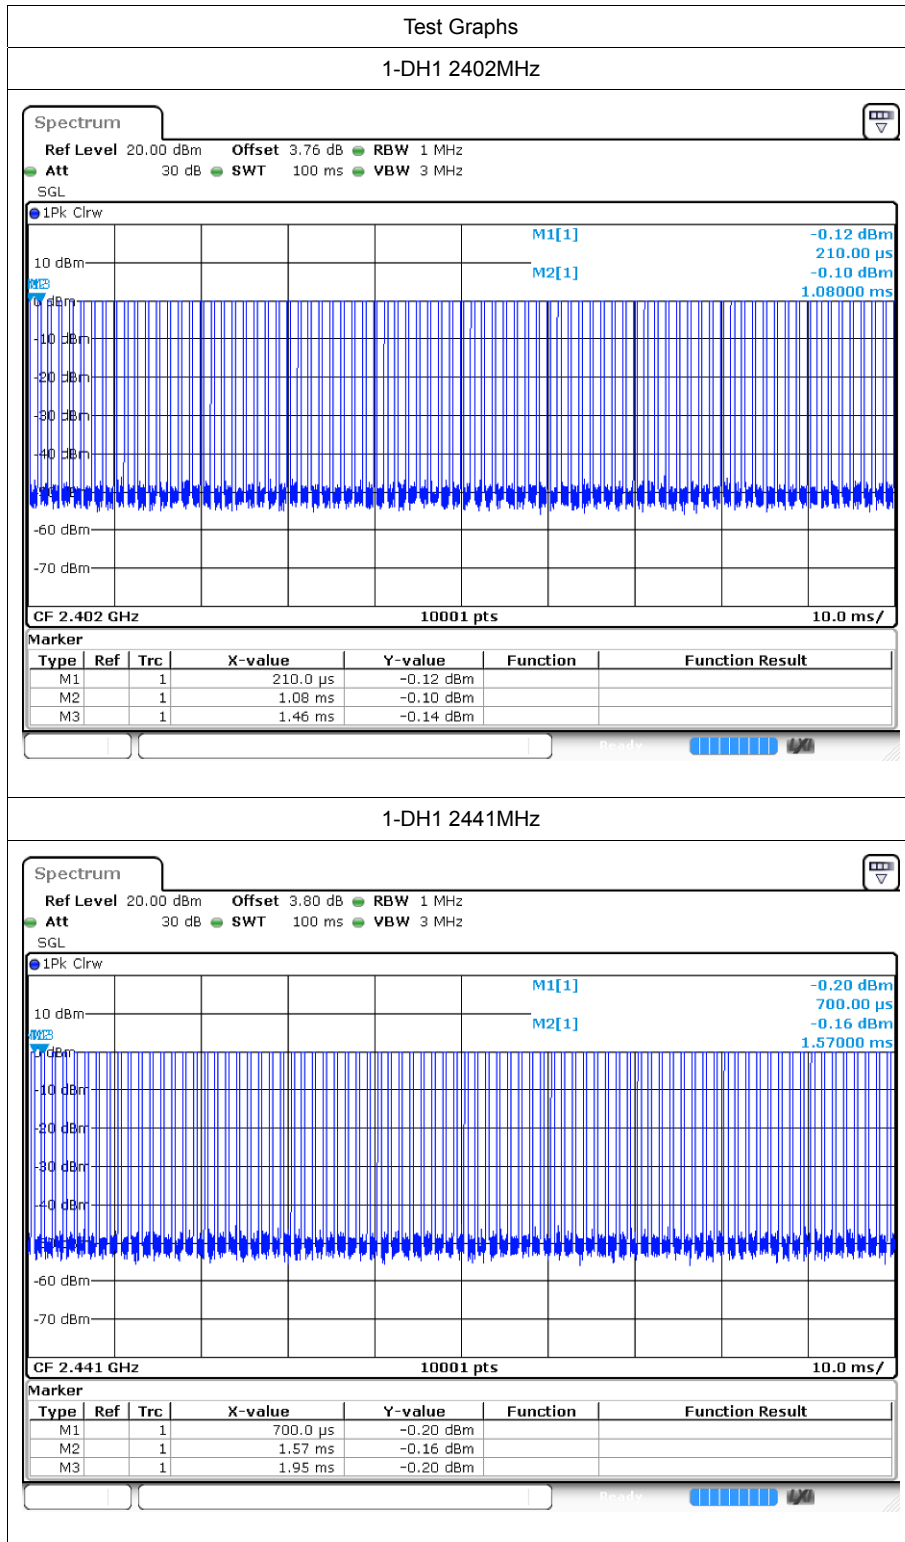 Test Graphs
1-DH1 2402MHz
Spectrum
Ref Level 20.00 dBm Offset 3.76 dB RBW 1 MHz
Att 30 dB SWT 100 ms VBW 3 MHz
SGL
1Pk Clrw
M1[1] -0.12 dBm
210.00 µs
10 dBm
M2[1] -0.10 dBm
1.08000 ms
0 dBm
-10 dBm
-20 dBm
-30 dBm
-40 dBm
-60 dBm
-70 dBm
CF 2.402 GHz 10001 pts 10.0 ms/
Marker
Type Ref Trc X-value Y-value Function Function Result
M1 1 210.0 µs -0.12 dBm
M2 1 1.08 ms -0.10 dBm
M3 1 1.46 ms -0.14 dBm
Ready LXI
1-DH1 2441MHz
Spectrum
Ref Level 20.00 dBm Offset 3.80 dB RBW 1 MHz
Att 30 dB SWT 100 ms VBW 3 MHz
SGL
1Pk Clrw
M1[1] -0.20 dBm
700.00 µs
10 dBm
M2[1] -0.16 dBm
1.57000 ms
0 dBm
-10 dBm
-20 dBm
-30 dBm
-40 dBm
-60 dBm
-70 dBm
CF 2.441 GHz 10001 pts 10.0 ms/
Marker
Type Ref Trc X-value Y-value Function Function Result
M1 1 700.0 µs -0.20 dBm
M2 1 1.57 ms -0.16 dBm
M3 1 1.95 ms -0.20 dBm
Ready LXI